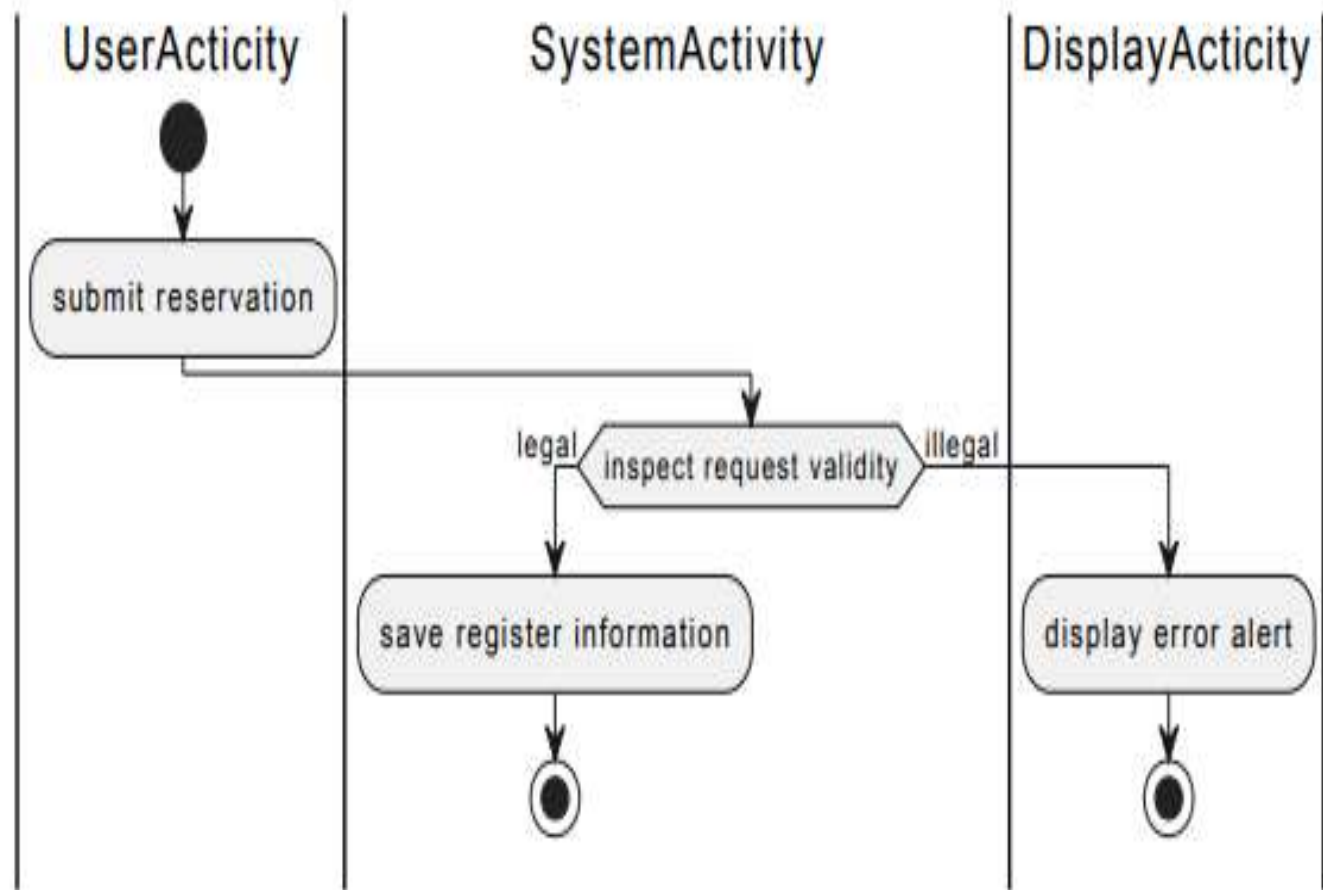 UserActicity
SystemActivity
DisplayActicity
submit reservation
legal
inspect request validity
illegal
save register information
display error alert